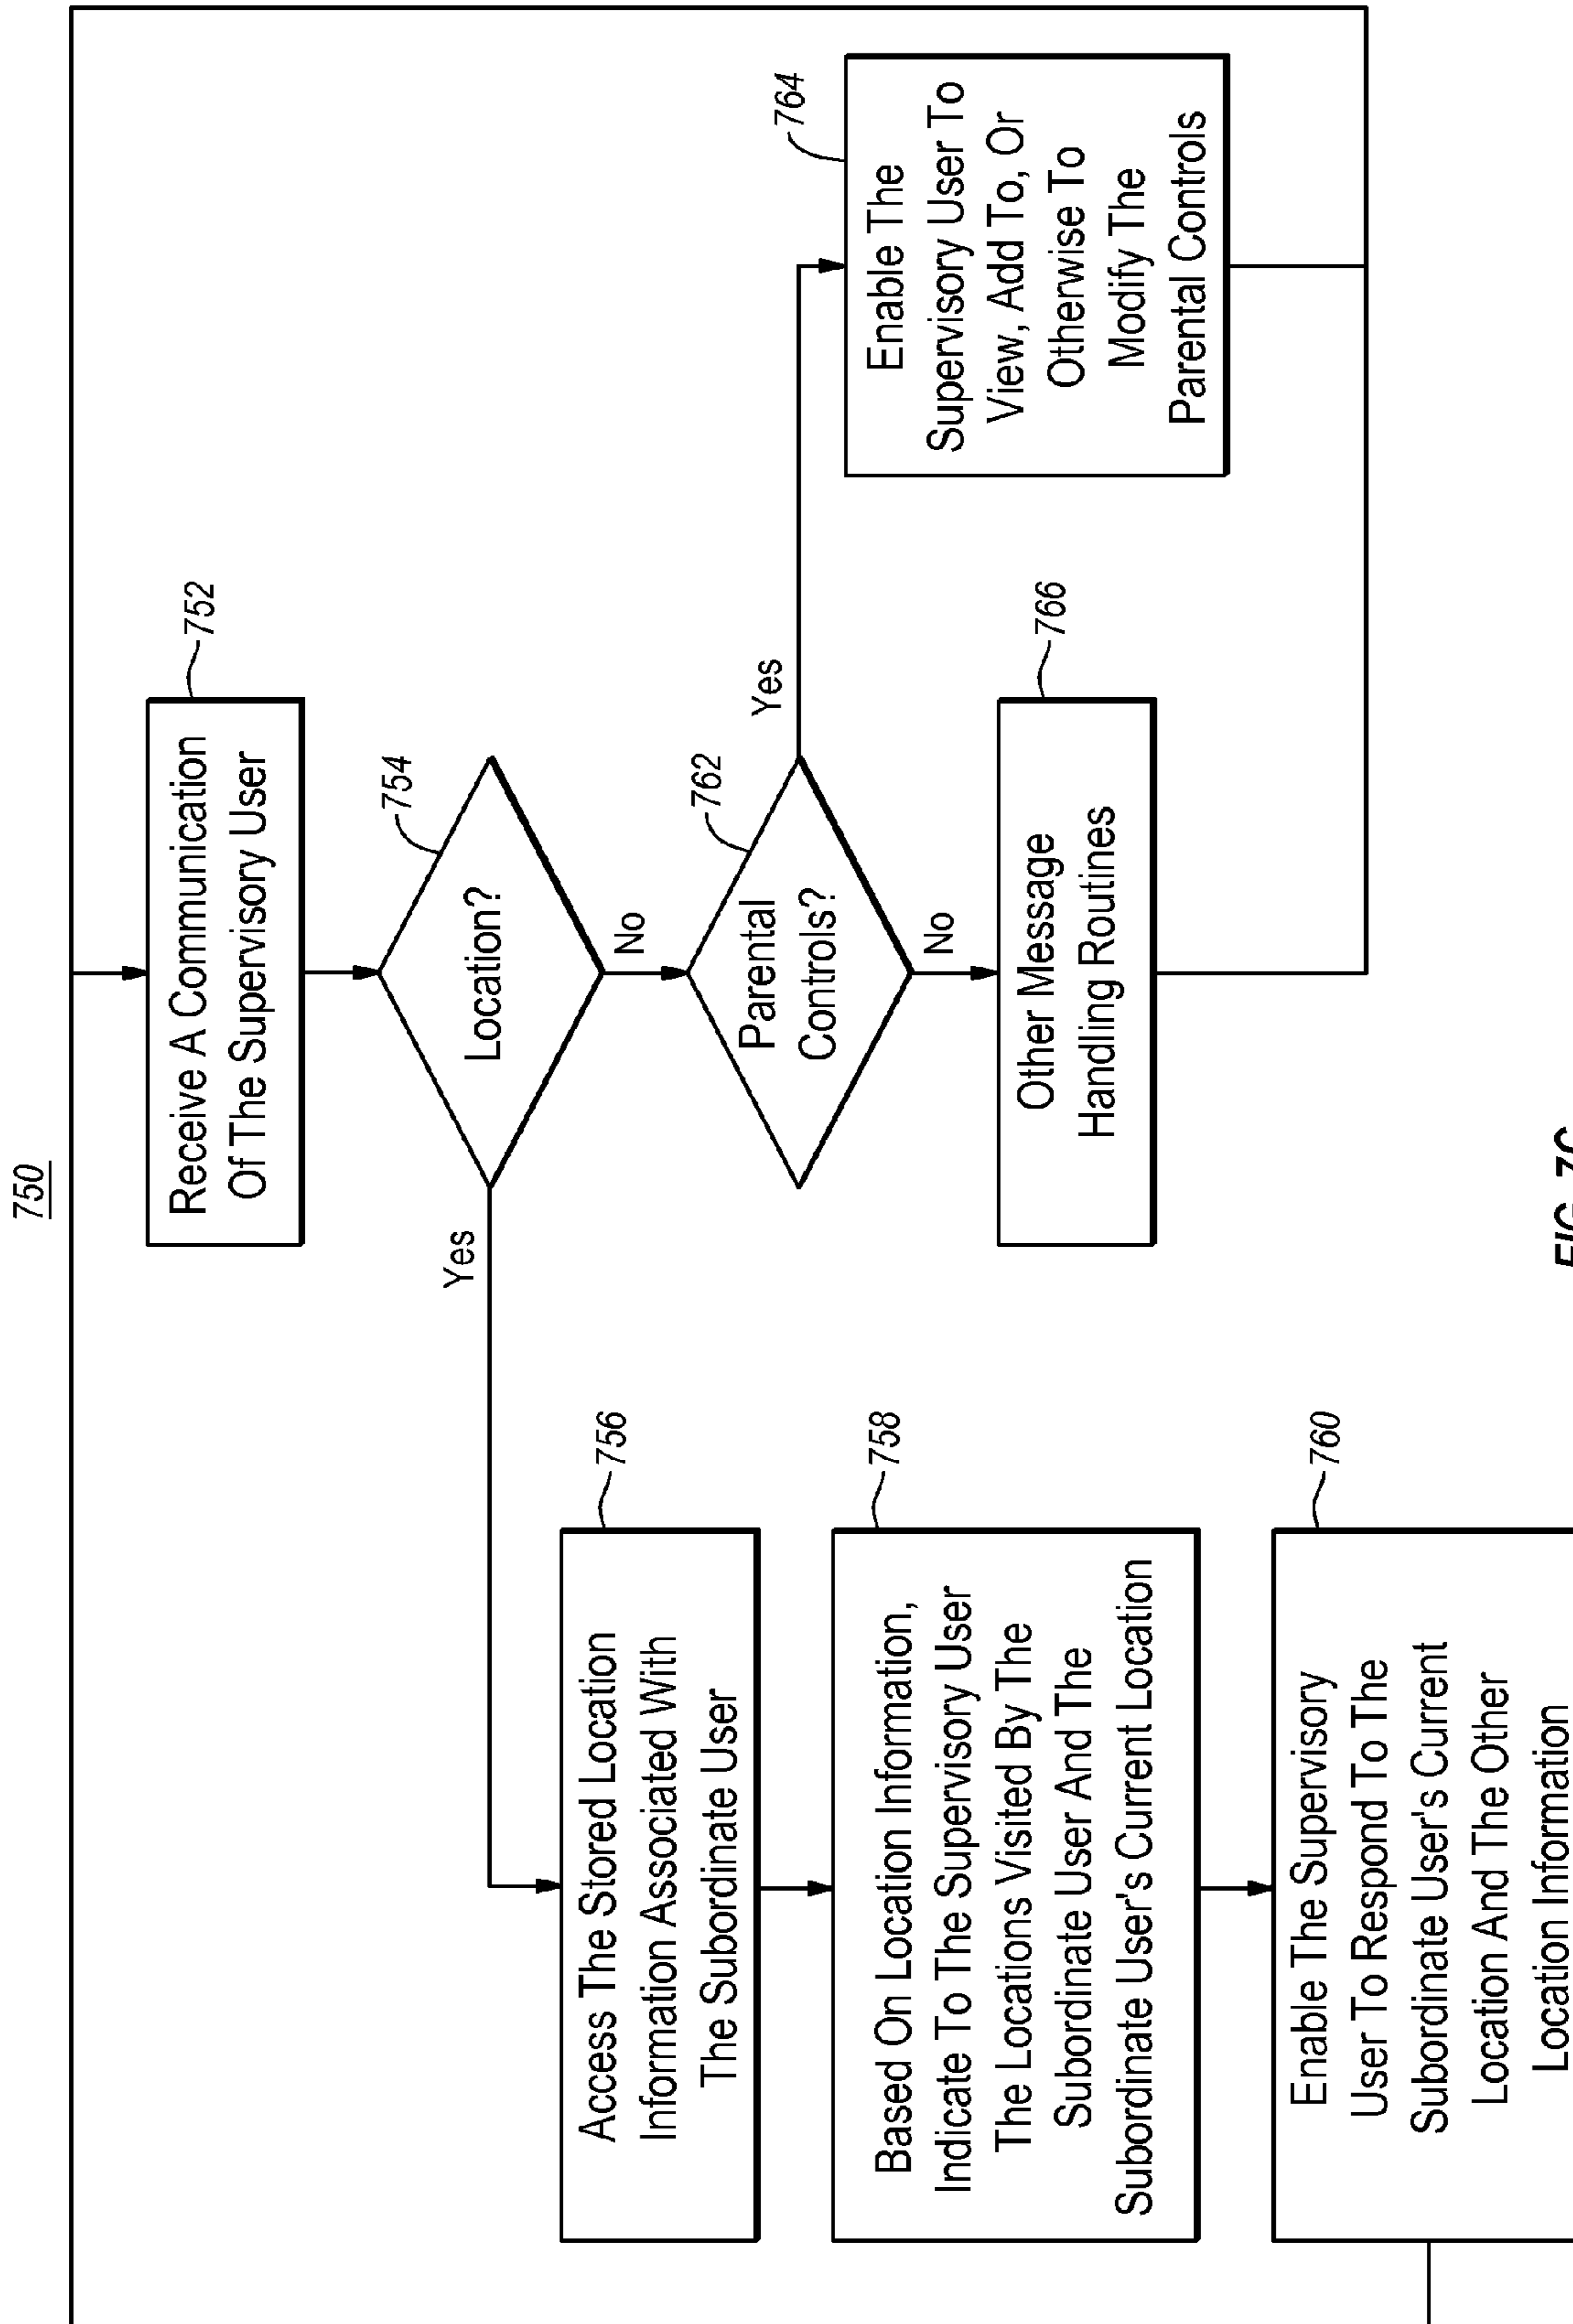 750
752
Receive A Communication
Of The Supervisory User
754
Location?
Yes
No
756
Access The Stored Location
Information Associated With
The Subordinate User
758
Based On Location Information,
Indicate To The Supervisory User
The Locations Visited By The
Subordinate User And The
Subordinate User's Current Location
760
Enable The Supervisory
User To Respond To The
Subordinate User's Current
Location And The Other
Location Information
762
Parental
Controls?
Yes
No
764
Enable The
Supervisory User To
View, Add To, Or
Otherwise To
Modify The
Parental Controls
766
Other Message
Handling Routines
FIG. 7C